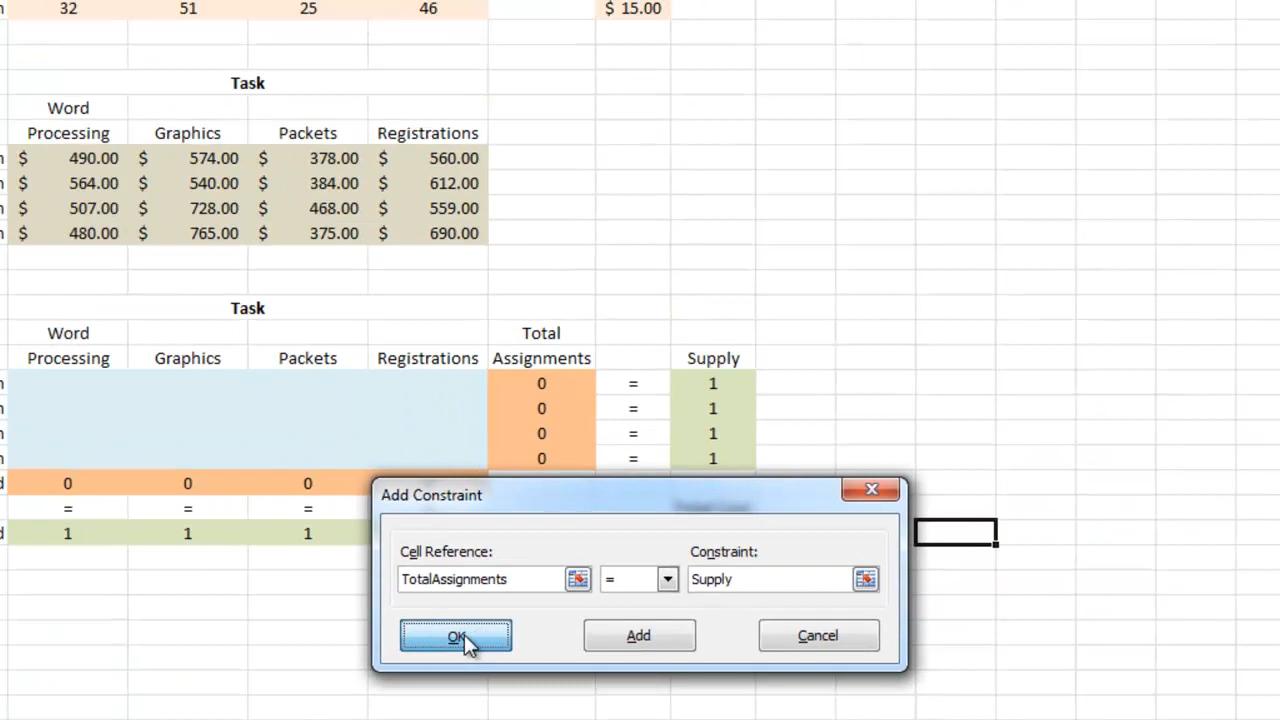 n 32 51 25 46 $ 15.00
Task
Word
Processing Graphics Packets Registrations
n $ 490.00 $ 574.00 $ 378.00 $ 560.00
n $ 564.00 $ 540.00 $ 384.00 $ 612.00
n $ 507.00 $ 728.00 $ 468.00 $ 559.00
n $ 480.00 $ 765.00 $ 375.00 $ 690.00
Task
Word Total
Processing Graphics Packets Registrations Assignments Supply
n 0 = 1
n 0 = 1
n 0 = 1
n 0 = 1
d 0 0 0
= = =
d 1 1 1
Add Constraint
Cell Reference: Constraint:
TotalAssignments = Supply
OK Add Cancel